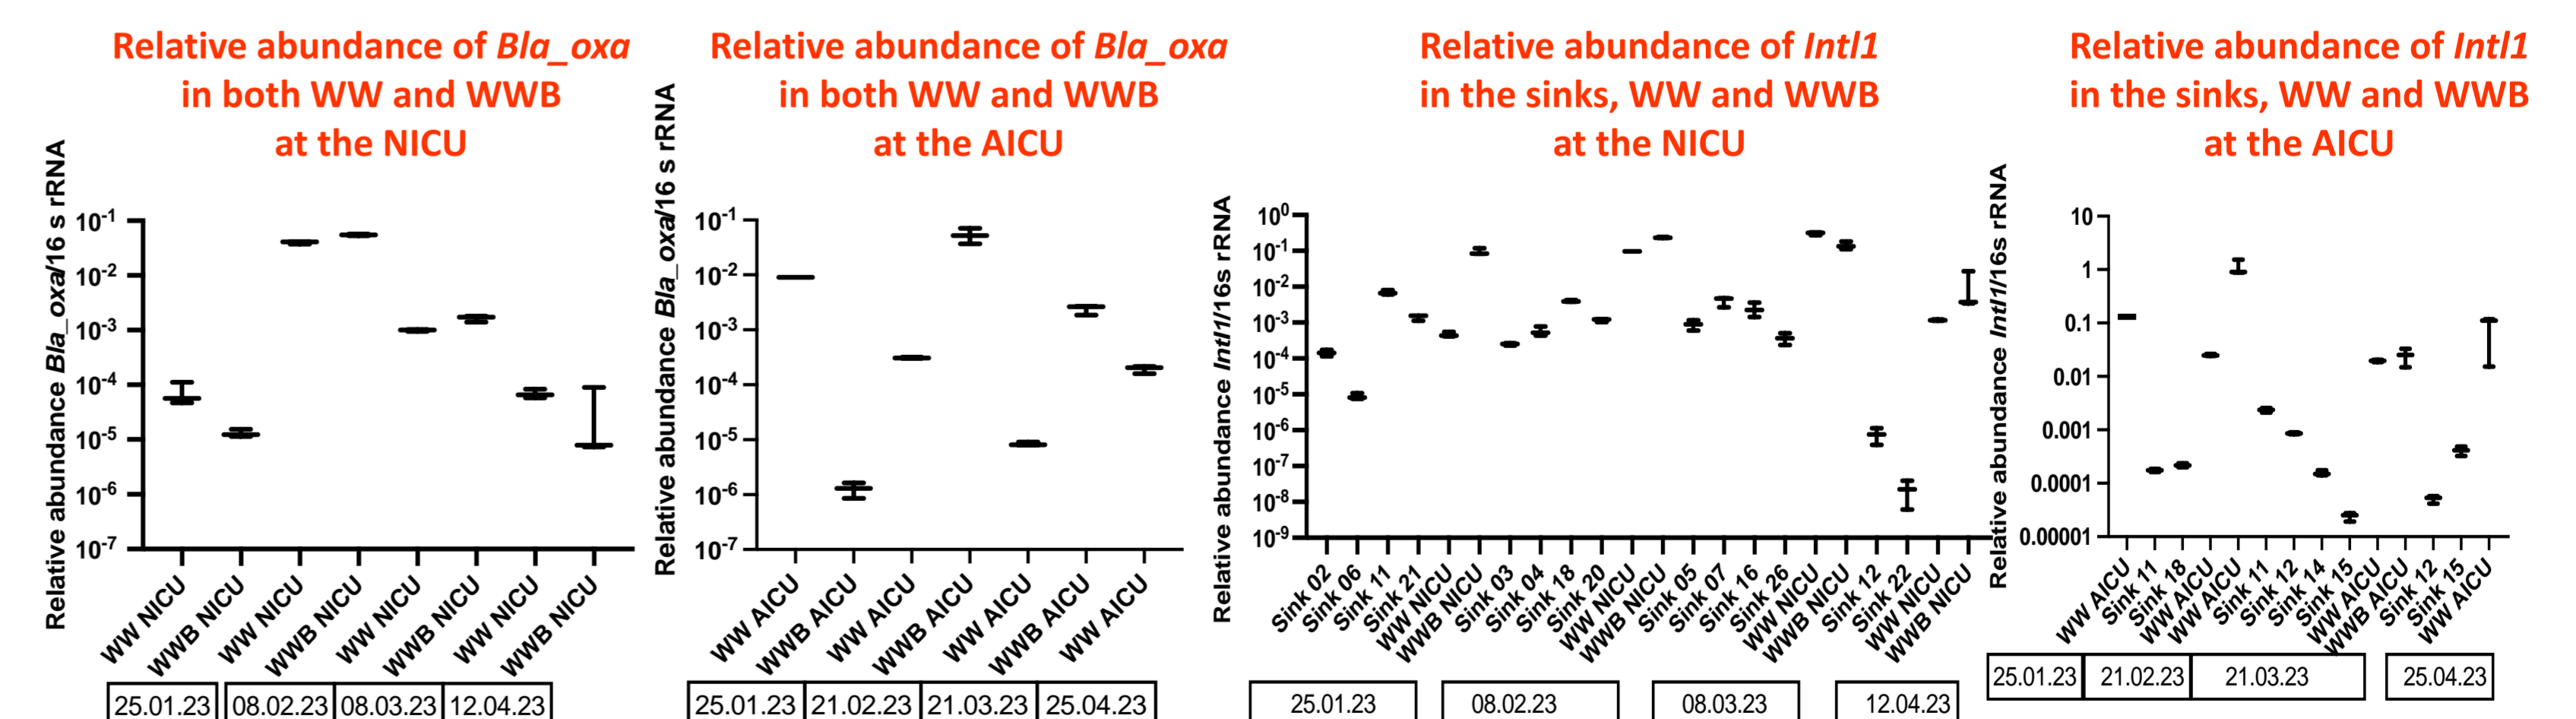 Relative abundance of Bla_oxa
in both WW and WWB
at the NICU
Relative abundance Bla_oxa/16 s rRNA
10-1
10-2
10-3
10-4
10-5
10-6
10-7
WW NICU
WWB NICU
WW NICU
WWB NICU
WW NICU
WWB NICU
WW NICU
WWB NICU
25.01.23
08.02.23
08.03.23
12.04.23
Relative abundance of Bla_oxa
in both WW and WWB
at the AICU
Relative abundance Bla_oxa/16 s rRNA
10-1
10-2
10-3
10-4
10-5
10-6
10-7
WW AICU
WWB AICU
WW AICU
WWB AICU
WW AICU
WWB AICU
WW AICU
25.01.23
21.02.23
21.03.23
25.04.23
Relative abundance of Intl1
in the sinks, WW and WWB
at the NICU
Relative abundance Intl1/16s rRNA
100
10-1
10-2
10-3
10-4
10-5
10-6
10-7
10-8
10-9
Sink 02
Sink 06
Sink 11
Sink 21
WW NICU
WWB NICU
Sink 03
Sink 04
Sink 18
Sink 20
WW NICU
WWB NICU
Sink 05
Sink 07
Sink 16
Sink 26
WW NICU
WWB NICU
Sink 12
Sink 22
WW NICU
WWB NICU
25.01.23
08.02.23
08.03.23
12.04.23
Relative abundance of Intl1
in the sinks, WW and WWB
at the AICU
Relative abundance Intl1/16s rRNA
10
1
0.1
0.01
0.001
0.0001
0.00001
WW AICU
Sink 11
Sink 18
WW AICU
WW AICU
Sink 11
Sink 12
Sink 14
Sink 15
WW AICU
WWB AICU
Sink 12
Sink 15
WW AICU
25.01.23
21.02.23
21.03.23
25.04.23